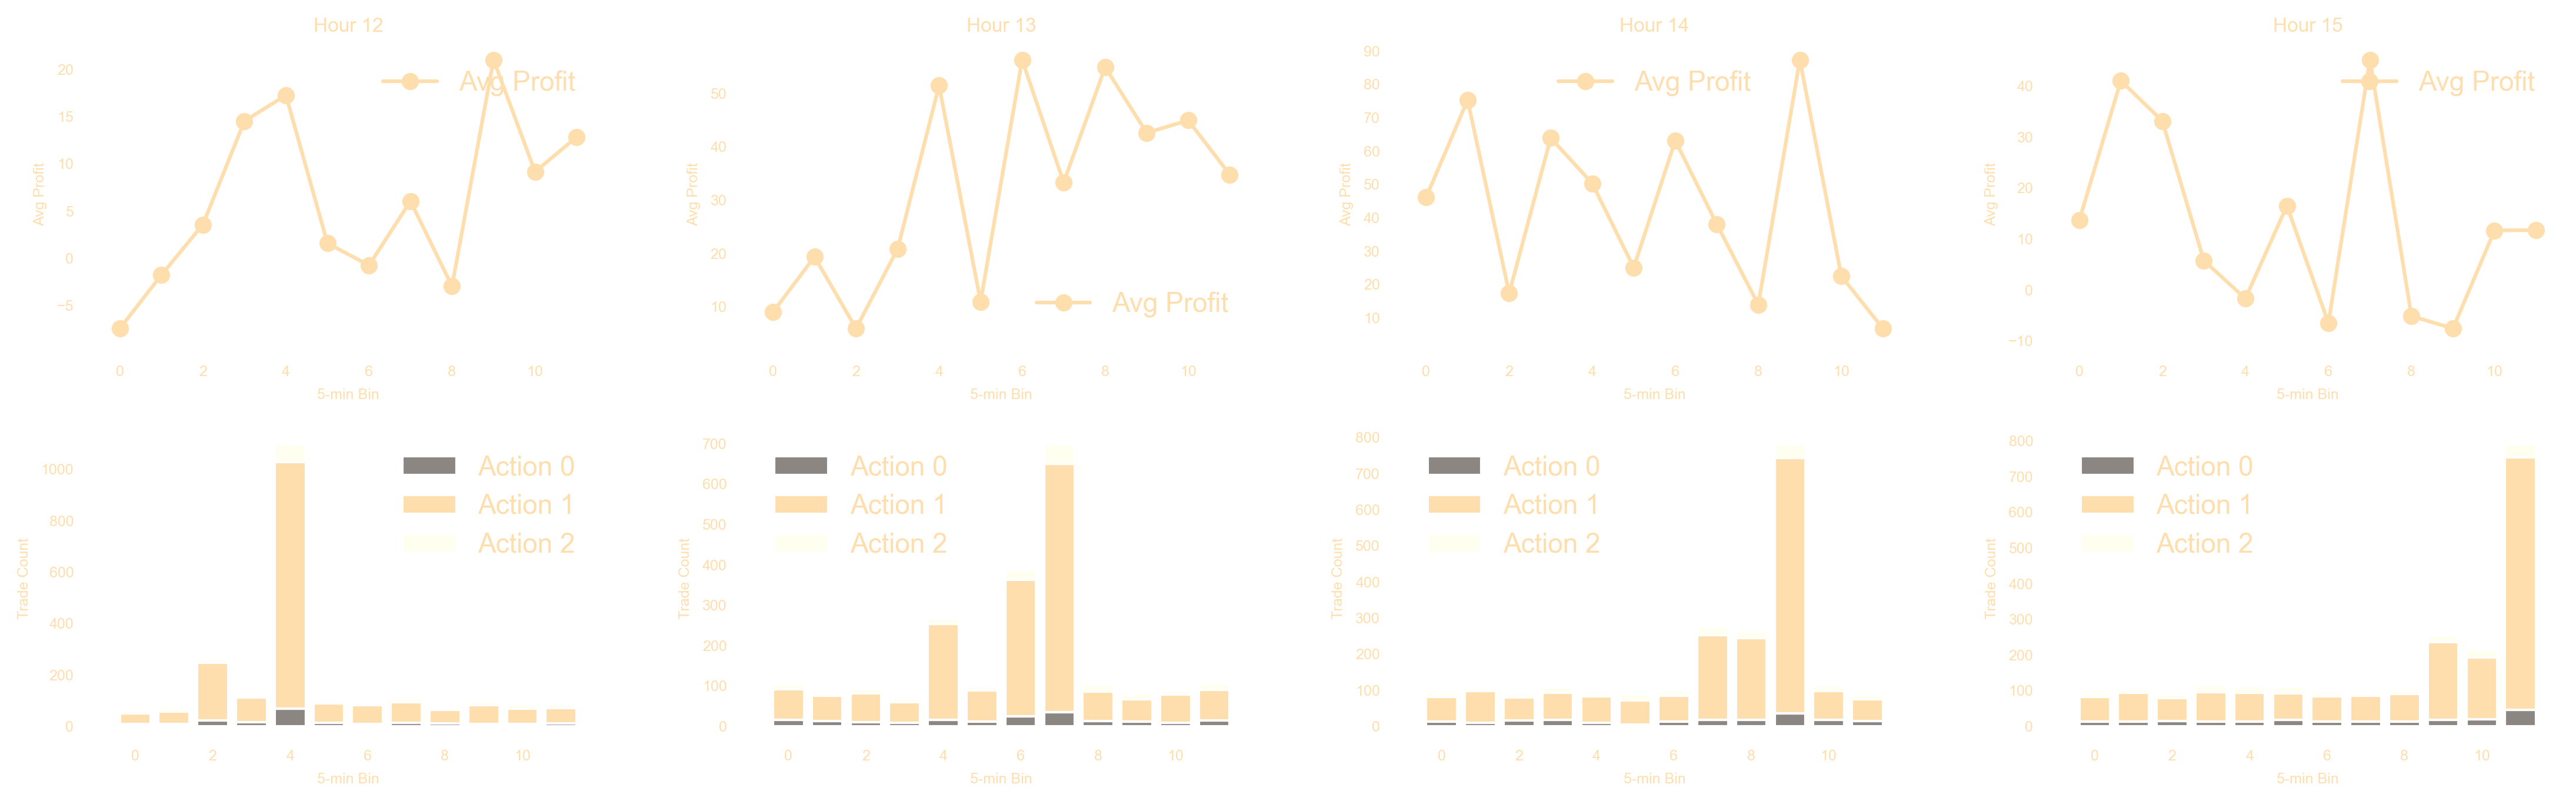 Hour 12
20
15
10
5
0
−5
Avg Profit
Avg Profit
0 2 4 6 8 10
5-min Bin
Hour 13
50
40
30
20
10
Avg Profit
Avg Profit
0 2 4 6 8 10
5-min Bin
Hour 14
90
80
70
60
50
40
30
20
10
Avg Profit
Avg Profit
0 2 4 6 8 10
5-min Bin
Hour 15
40
30
20
10
0
−10
Avg Profit
Avg Profit
0 2 4 6 8 10
5-min Bin
1000
800
600
400
200
0
Trade Count
Action 0
Action 1
Action 2
0 2 4 6 8 10
5-min Bin
700
600
500
400
300
200
100
0
Trade Count
Action 0
Action 1
Action 2
0 2 4 6 8 10
5-min Bin
800
700
600
500
400
300
200
100
0
Trade Count
Action 0
Action 1
Action 2
0 2 4 6 8 10
5-min Bin
800
700
600
500
400
300
200
100
0
Trade Count
Action 0
Action 1
Action 2
0 2 4 6 8 10
5-min Bin